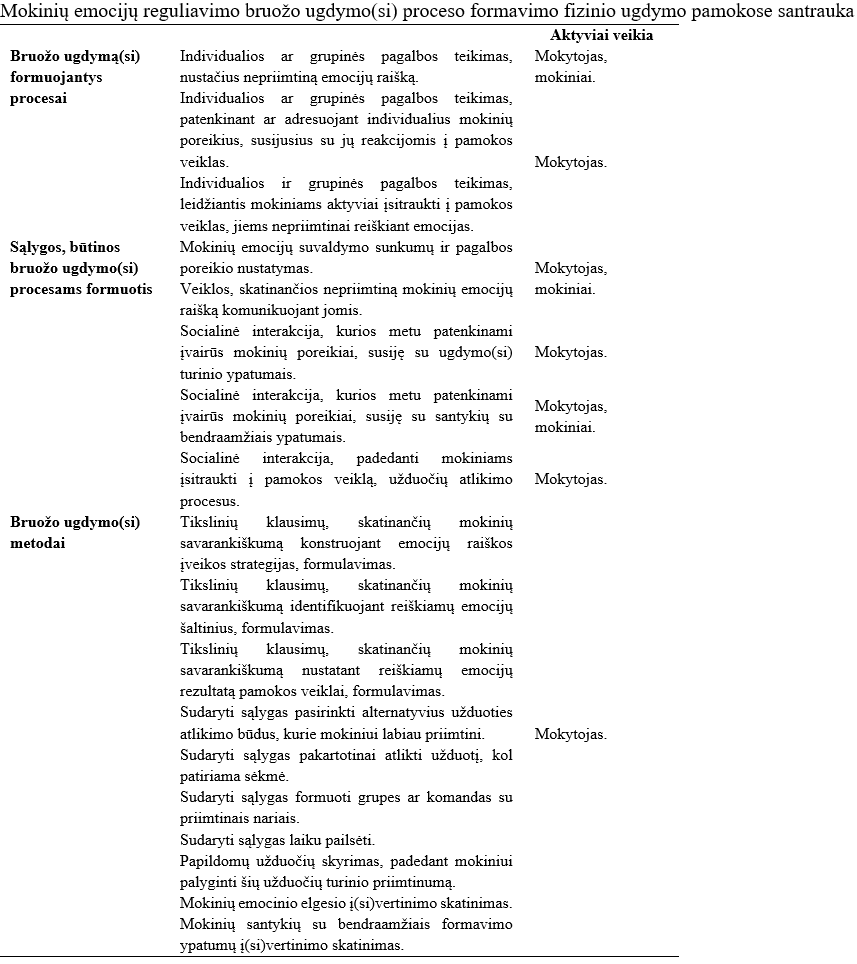 Mokinių emocijų reguliavimo bruožo ugdymo(si) proceso formavimo fizinio ugdymo pamokose santrauka
Aktyviai veikia
Bruožo ugdymą(si) formuojantys procesai
Individualios ar grupinės pagalbos teikimas,
nustačius nepriimtiną emocijų raišką.
Mokytojas,
mokiniai.
Individualios ar grupinės pagalbos teikimas,
patenkinant ar adresuojant individualius mokinių
poreikius, susijusius su jų reakcijomis į pamokos
veiklas.
Mokytojas.
Individualios ir grupinės pagalbos teikimas,
leidžiantis mokiniams aktyviai įsitraukti į pamokos
veiklas, jiems nepriimtinai reiškiant emocijas.
Sąlygos, būtinos
bruožo ugdymo(si)
procesams formuotis
Mokinių emocijų suvaldymo sunkumų ir pagalbos
poreikio nustatymas.
Mokytojas,
mokiniai.
Veiklos, skatinančios nepriimtiną mokinių emocijų
raišką komunikuojant jomis.
Socialinė interakcija, kurios metu patenkinami
įvairūs mokinių poreikiai, susiję su ugdymo(si)
turinio ypatumais.
Mokytojas.
Socialinė interakcija, kurios metu patenkinami
įvairūs mokinių poreikiai, susiję su santykių su
bendraamžiais ypatumais.
Mokytojas,
mokiniai.
Socialinė interakcija, padedanti mokiniams
įsitraukti į pamokos veiklą, užduočių atlikimo
procesus.
Mokytojas.
Bruožo ugdymo(si)
metodai
Tikslinių klausimų, skatinančių mokinių
savarankiškumą konstruojant emocijų raiškos
įveikos strategijas, formulavimas.
Tikslinių klausimų, skatinančių mokinių
savarankiškumą identifikuojant reiškiamų emocijų
šaltinius, formulavimas.
Tikslinių klausimų, skatinančių mokinių
savarankiškumą nustatant reiškiamų emocijų
rezultatą pamokos veiklai, formulavimas.
Sudaryti sąlygas pasirinkti alternatyvius užduoties
atlikimo būdus, kurie mokiniui labiau priimtini.
Mokytojas.
Sudaryti sąlygas pakartotinai atlikti užduotį, kol
patiriama sėkmė.
Sudaryti sąlygas formuoti grupes ar komandas su
priimtinais nariais.
Sudaryti sąlygas laiku pailsėti.
Papildomų užduočių skyrimas, padedant mokiniui
palyginti šių užduočių turinio priimtinumą.
Mokinių emocinio elgesio į(si)vertinimo skatinimas.
Mokinių santykių su bendraamžiais formavimo
ypatumų į(si)vertinimo skatinimas.